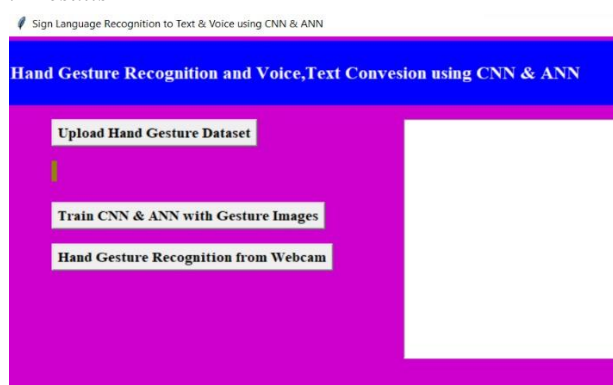 Sign Language Recognition to Text & Voice using CNN & ANN
Hand Gesture Recognition and Voice,Text Convesion using CNN & ANN
Upload Hand Gesture Dataset
Train CNN & ANN with Gesture Images
Hand Gesture Recognition from Webcam